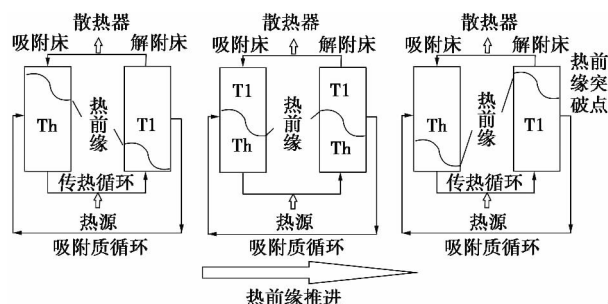 散热器
吸附床 解附床
热前缘
Th
T1
传热循环
热源
吸附质循环
散热器
吸附床 解附床
T1
T1
热前缘
Th
Th
热源
吸附质循环
散热器
吸附床 解附床
热前缘突破点
热前缘
Th
T1
传热循环
热源
吸附质循环
热前缘推进